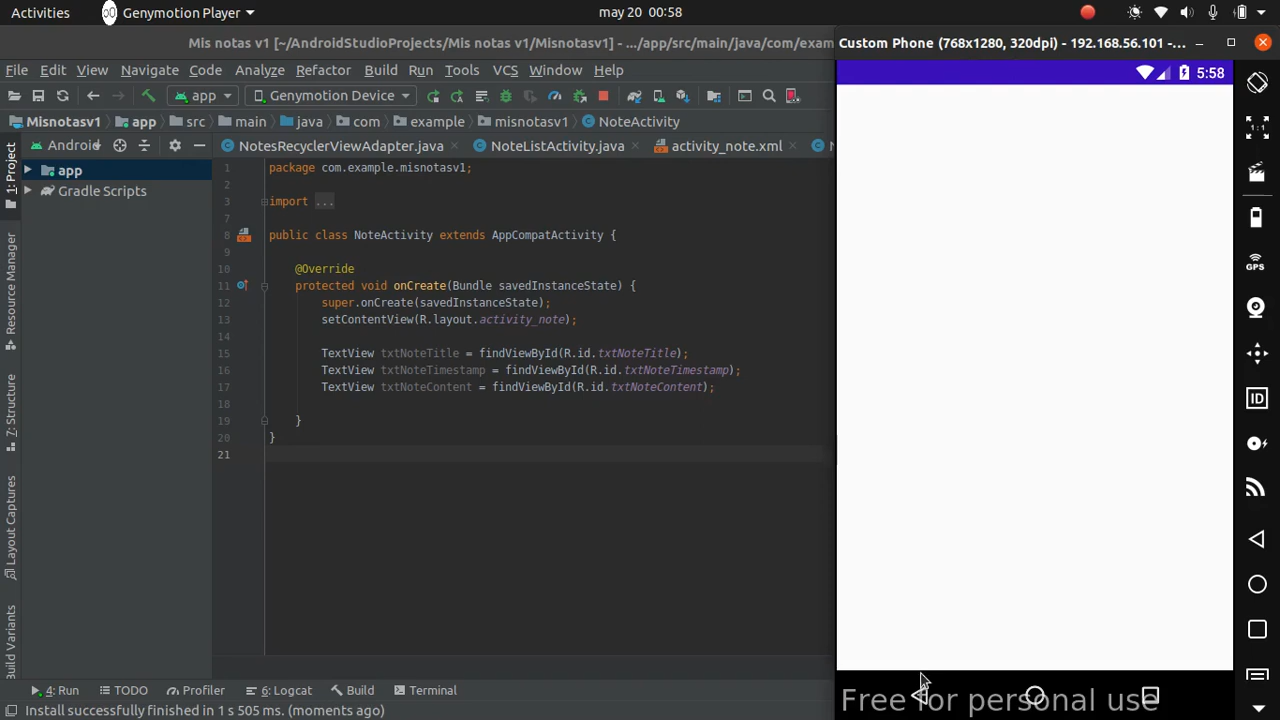 Activities
Genymotion Player
may 20 00:58
Mis notas v1 [~/AndroidStudioProjects/Mis notas v1/Misnotasv1] - .../app/src/main/java/com/exam
Custom Phone (768x1280, 320dpi) - 192.168.56.101 -...
File Edit View Navigate Code Analyze Refactor Build Run Tools VCS Window Help
5:58
app
Genymotion Device
Misnotasv1 app src main java com example misnotasv1 NoteActivity
Android
NotesRecyclerViewAdapter.java
NoteListActivity.java
activity_note.xml
1: Project
Resource Manager
7: Structure
Layout Captures
Build Variants
app
Gradle Scripts
1 package com.example.misnotasv1;
2
3 import ...
7
8 public class NoteActivity extends AppCompatActivity {
9
10 @Override
11 protected void onCreate(Bundle savedInstanceState) {
12 super.onCreate(savedInstanceState);
13 setContentView(R.layout.activity_note);
14
15 TextView txtNoteTitle = findViewById(R.id.txtNoteTitle);
16 TextView txtNoteTimestamp = findViewById(R.id.txtNoteTimestamp);
17 TextView txtNoteContent = findViewById(R.id.txtNoteContent);
18
19 }
20 }
21
1:1
GPS
ID
4: Run TODO Profiler 6: Logcat Build Terminal
Free for personal use
Install successfully finished in 1 s 505 ms. (moments ago)